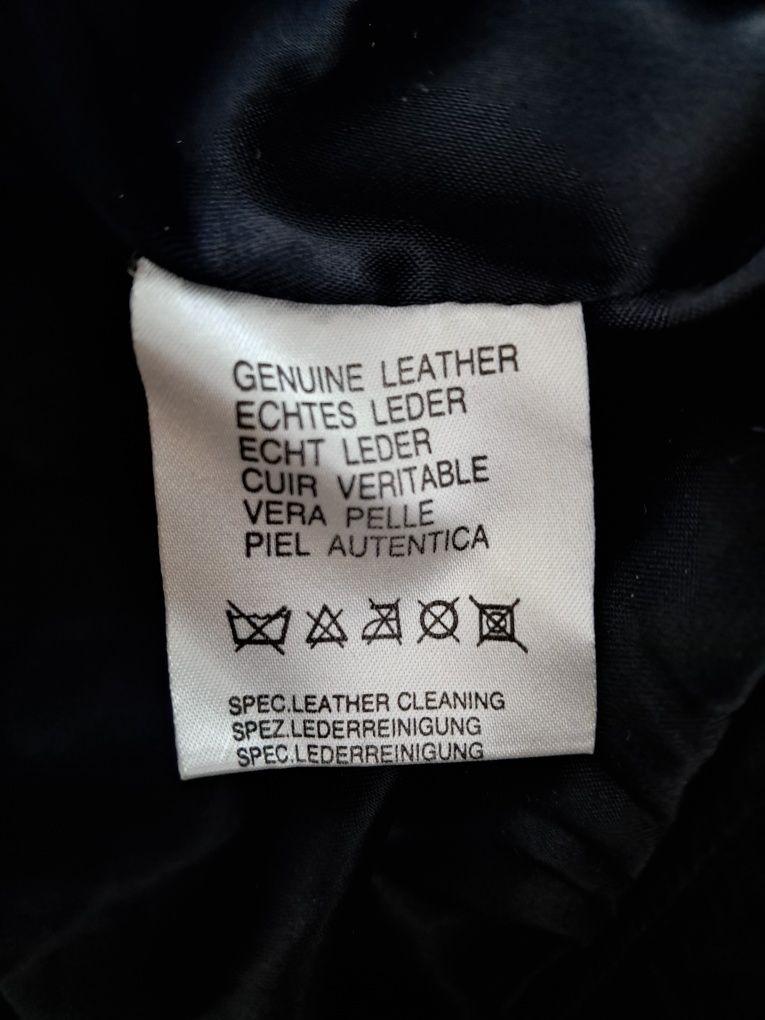 GENUINE LEATHER
ECHTES LEDER
ECHT LEDER
CUIR VERITABLE
VERA PELLE
PIEL AUTENTICA
SPEC.LEATHER CLEANING
SPEZ.LEDERREINIGUNG
SPEC.LEDERREINIGUNG